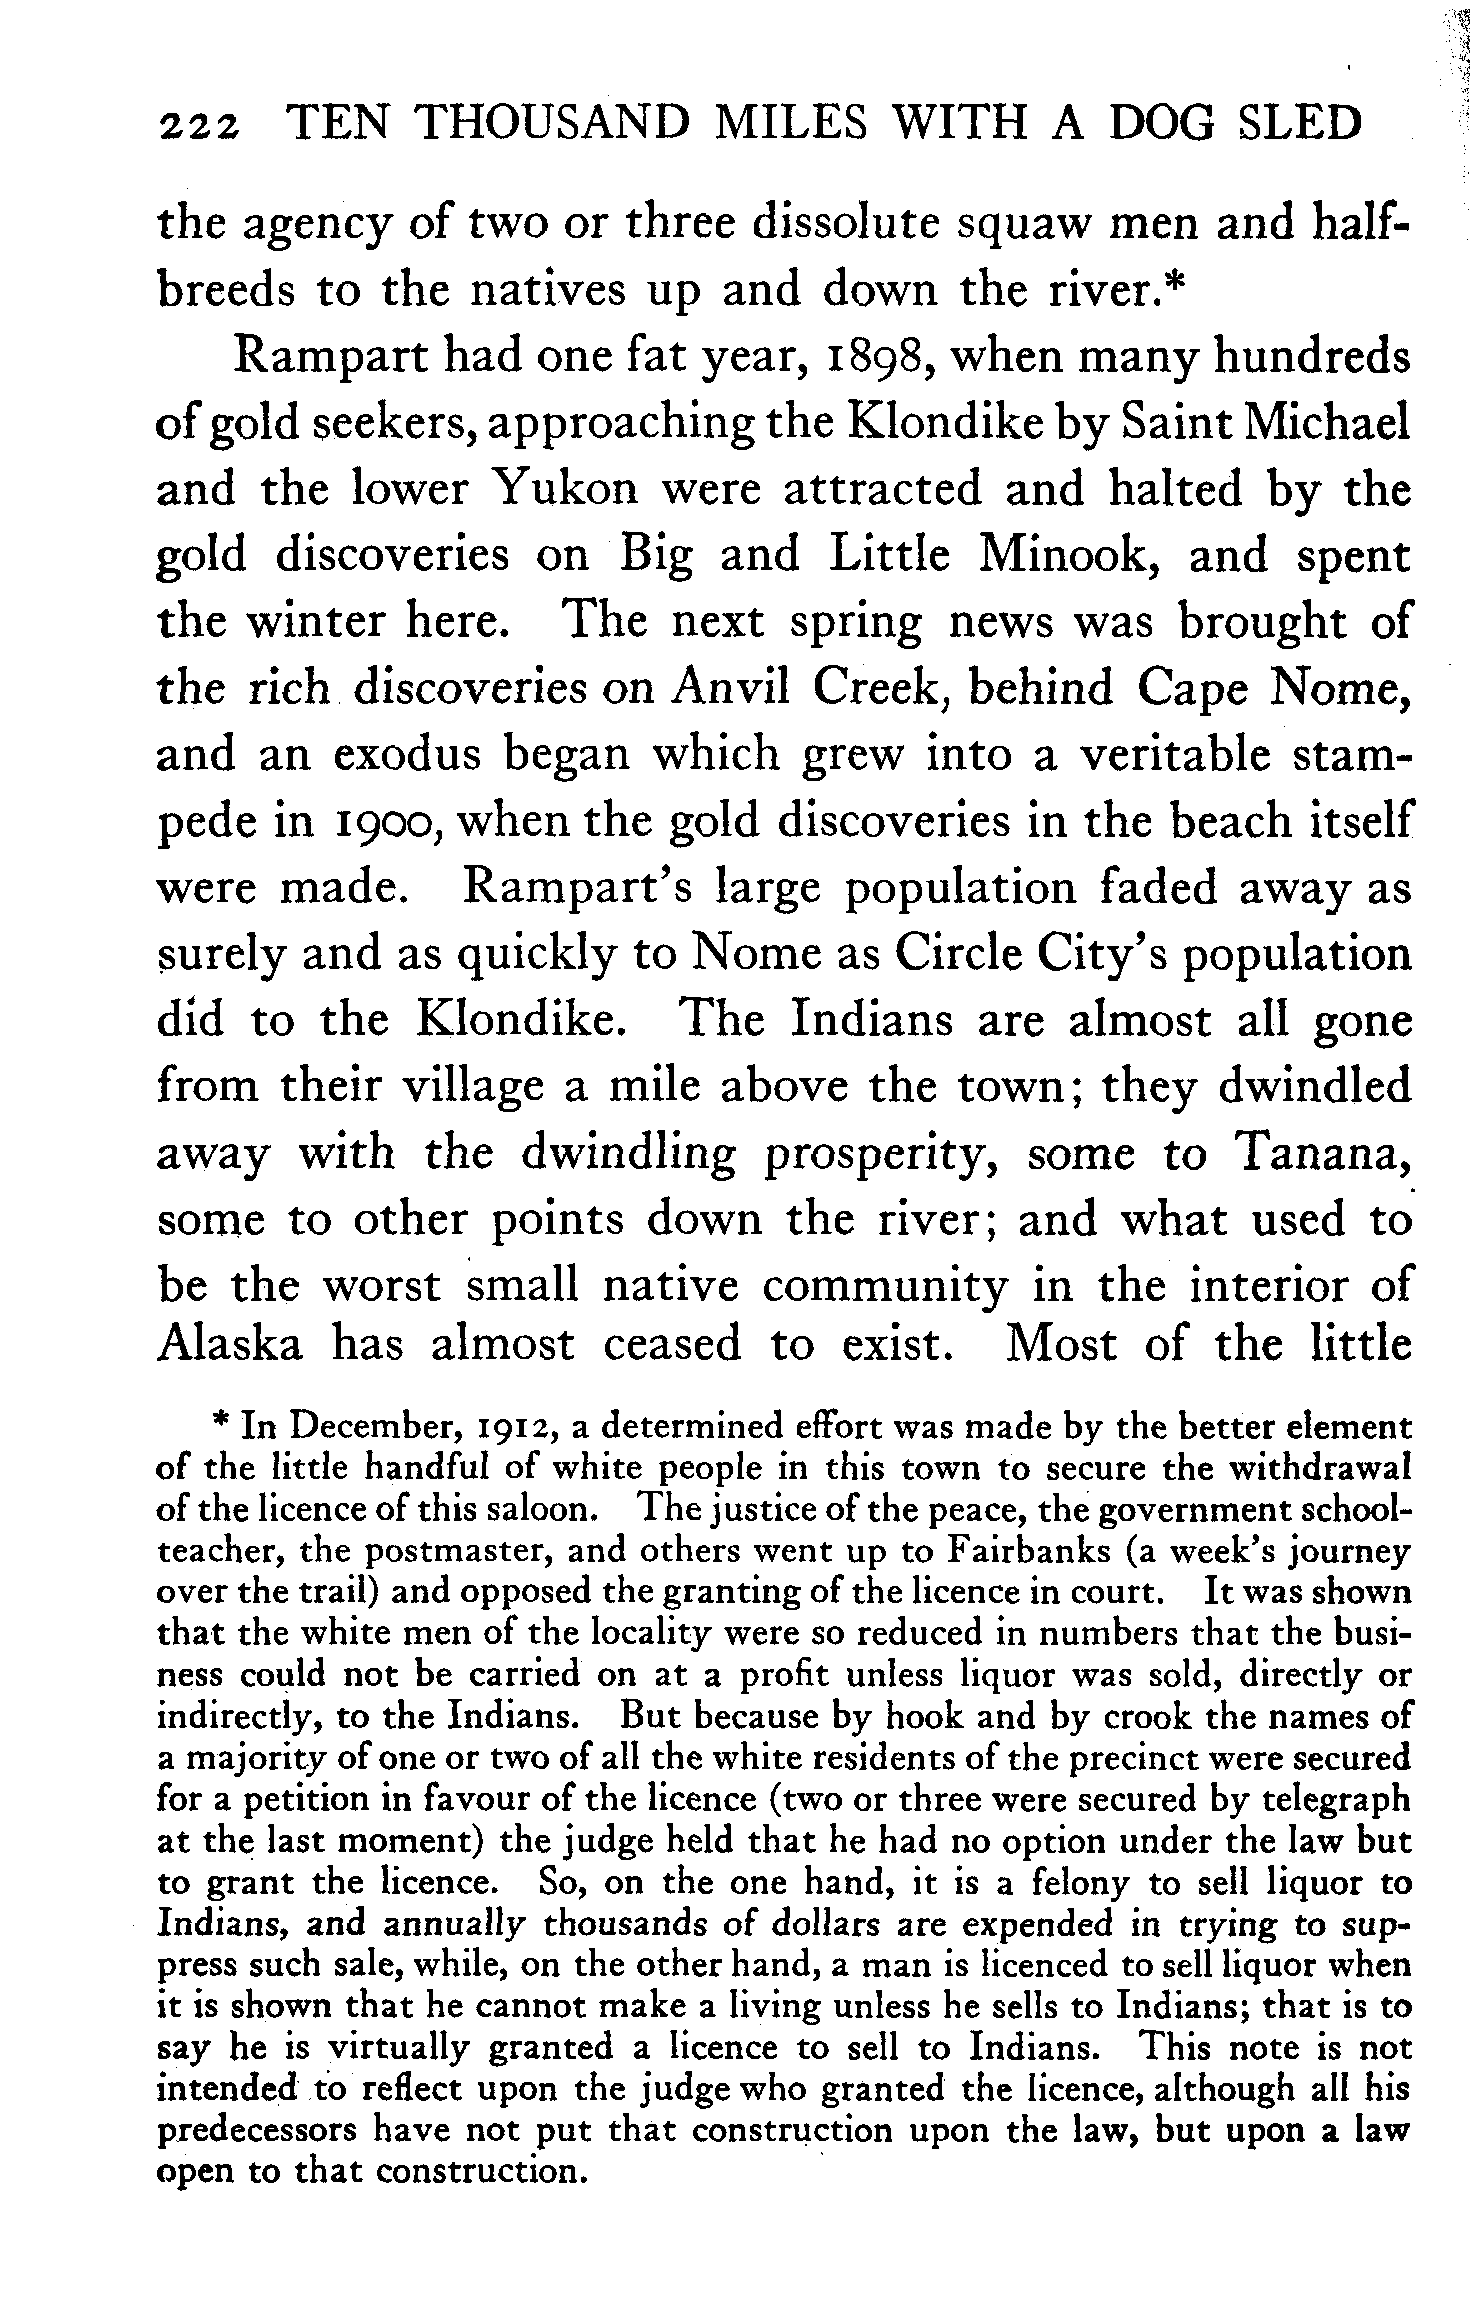 222 TEN THOUSAND MILES WITH A DOG SLED
the agency of two or three dissolute squaw men and half-
breeds to the natives up and down the river.*
Rampart had one fat year, 1898, when many hundreds
of gold seekers, approaching the Klondike by Saint Michael
and the lower Yukon were attracted and halted by the
gold discoveries on Big and Little Minook, and spent
the winter here. The next spring news was brought of
the rich discoveries on Anvil Creek, behind Cape Nome,
and an exodus began which grew into a veritable stam-
pede in 1900, when the gold discoveries in the beach itself
were made. Rampart's large population faded away as
surely and as quickly to Nome as Circle City's population
did to the Klondike. The Indians are almost all gone
from their village a mile above the town; they dwindled
away with the dwindling prosperity, some to Tanana,
some to other points down the river; and what used to
be the worst small native community in the interior of
Alaska has almost ceased to exist. Most of the little
* In December, 1912, a determined effort was made by the better element
of the little handful of white people in this town to secure the withdrawal
of the licence of this saloon. The justice of the peace, the government school-
teacher, the postmaster, and others went up to Fairbanks (a week's journey
over the trail) and opposed the granting of the licence in court. It was shown
that the white men of the locality were so reduced in numbers that the busi-
ness could not be carried on at a profit unless liquor was sold, directly or
indirectly, to the Indians. But because by hook and by crook the names of
a majority of one or two of all the white residents of the precinct were secured
for a petition in favour of the licence (two or three were secured by telegraph
at the last moment) the judge held that he had no option under the law but
to grant the licence. So, on the one hand, it is a felony to sell liquor to
Indians, and annually thousands of dollars are expended in trying to sup-
press such sale, while, on the other hand, a man is licenced to sell liquor when
it is shown that he cannot make a living unless he sells to Indians; that is to
say he is virtually granted a licence to sell to Indians. This note is not
intended to reflect upon the judge who granted the licence, although all his
predecessors have not put that construction upon the law, but upon a law
open to that construction.